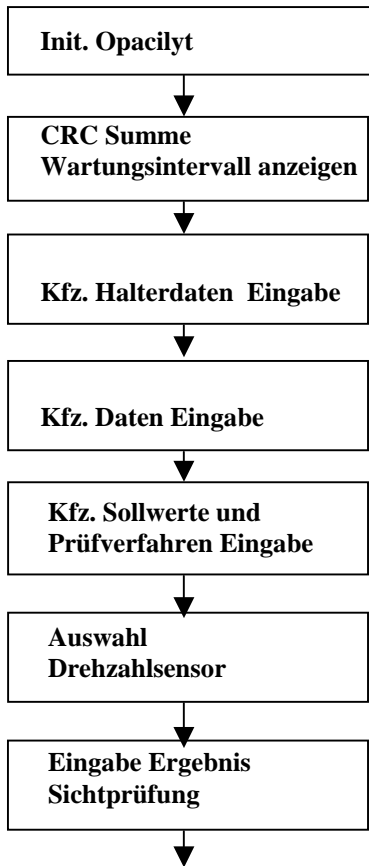 Init. Opacilyt
CRC Summe
Wartungsintervall anzeigen
Kfz. Halterdaten Eingabe
Kfz. Daten Eingabe
Kfz. Sollwerte und
Prüfverfahren Eingabe
Auswahl
Drehzahlsensor
Eingabe Ergebnis
Sichtprüfung